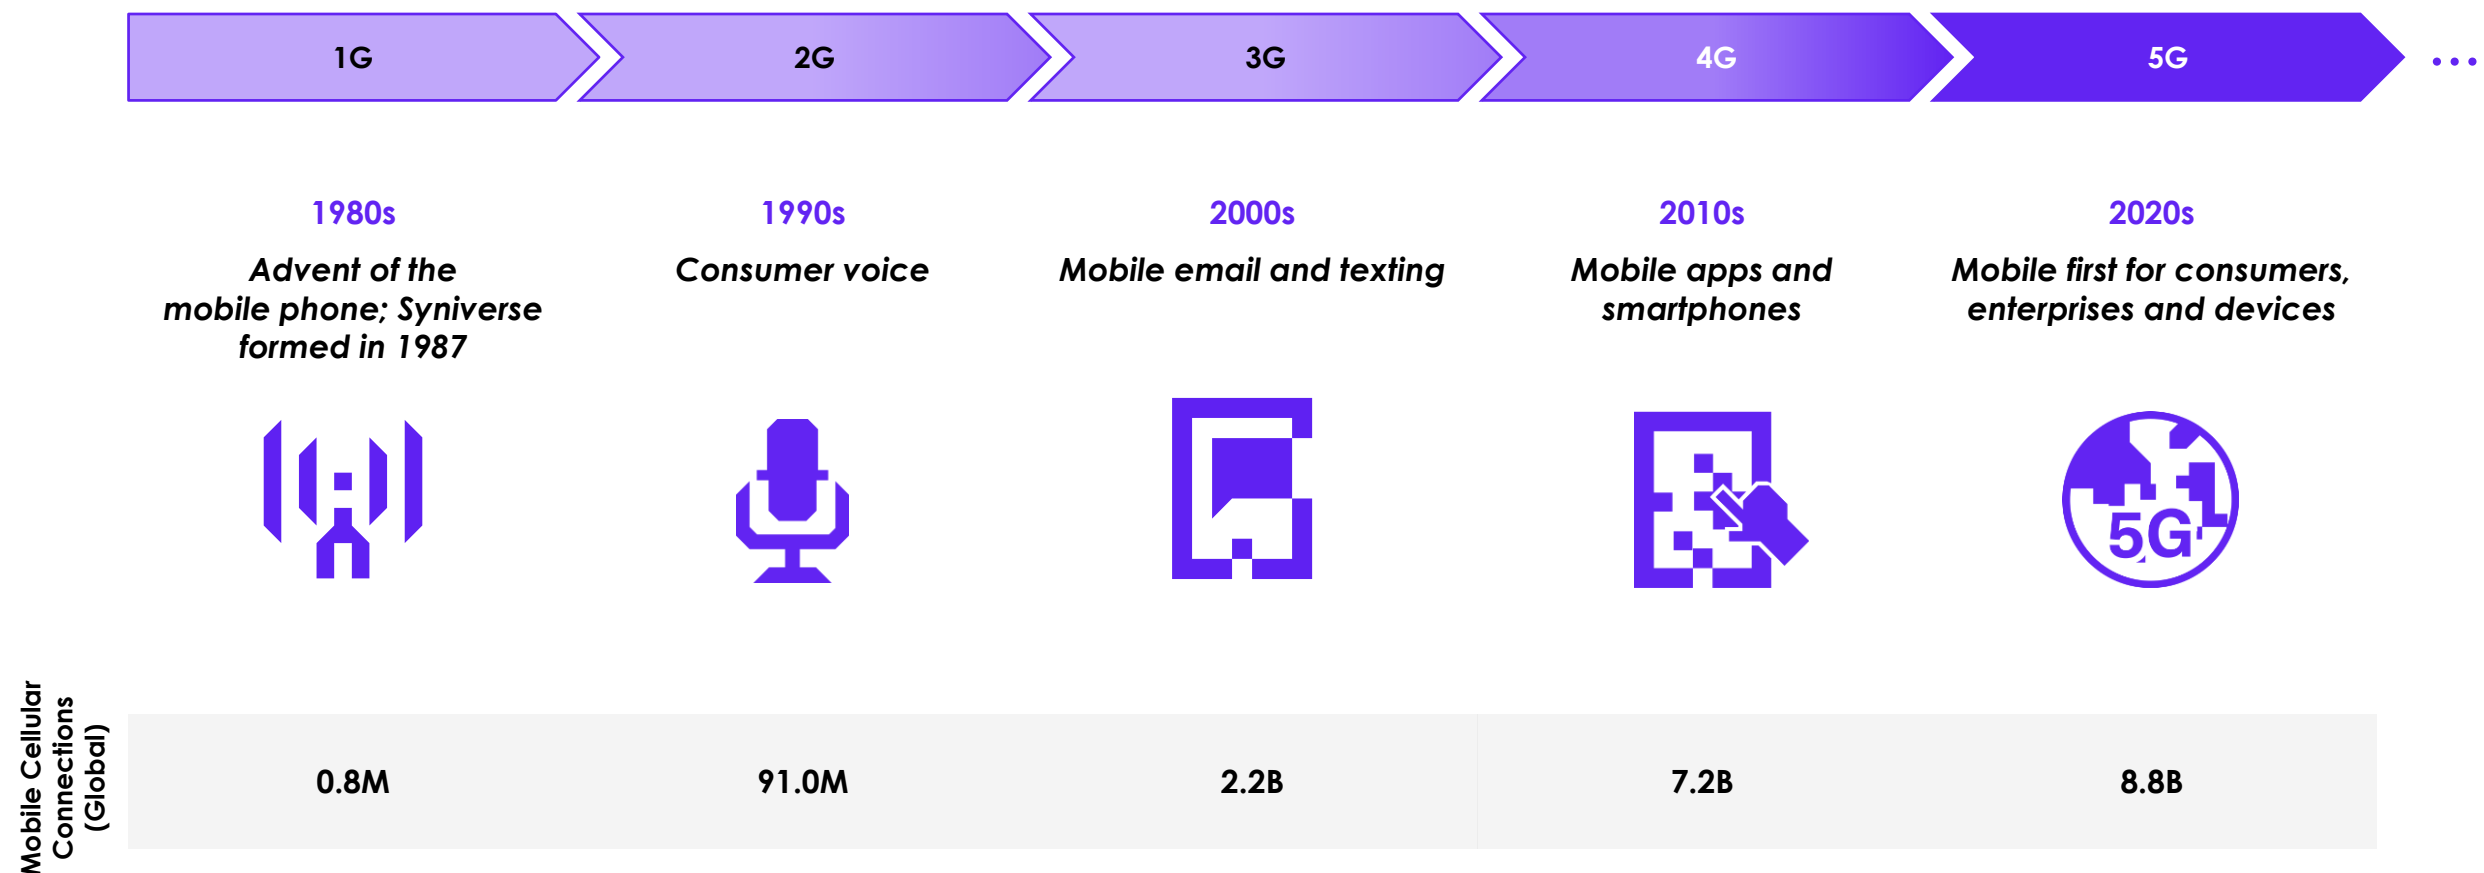 1G
2G
3G
4G
5G
...
1980s
Advent of the
mobile phone; Syniverse
formed in 1987
1990s
Consumer voice
2000s
Mobile email and texting
2010s
Mobile apps and
smartphones
2020s
Mobile first for consumers,
enterprises and devices
5G
Mobile Cellular
Connections
(Global)
0.8M
91.0M
2.2B
7.2B
8.8B